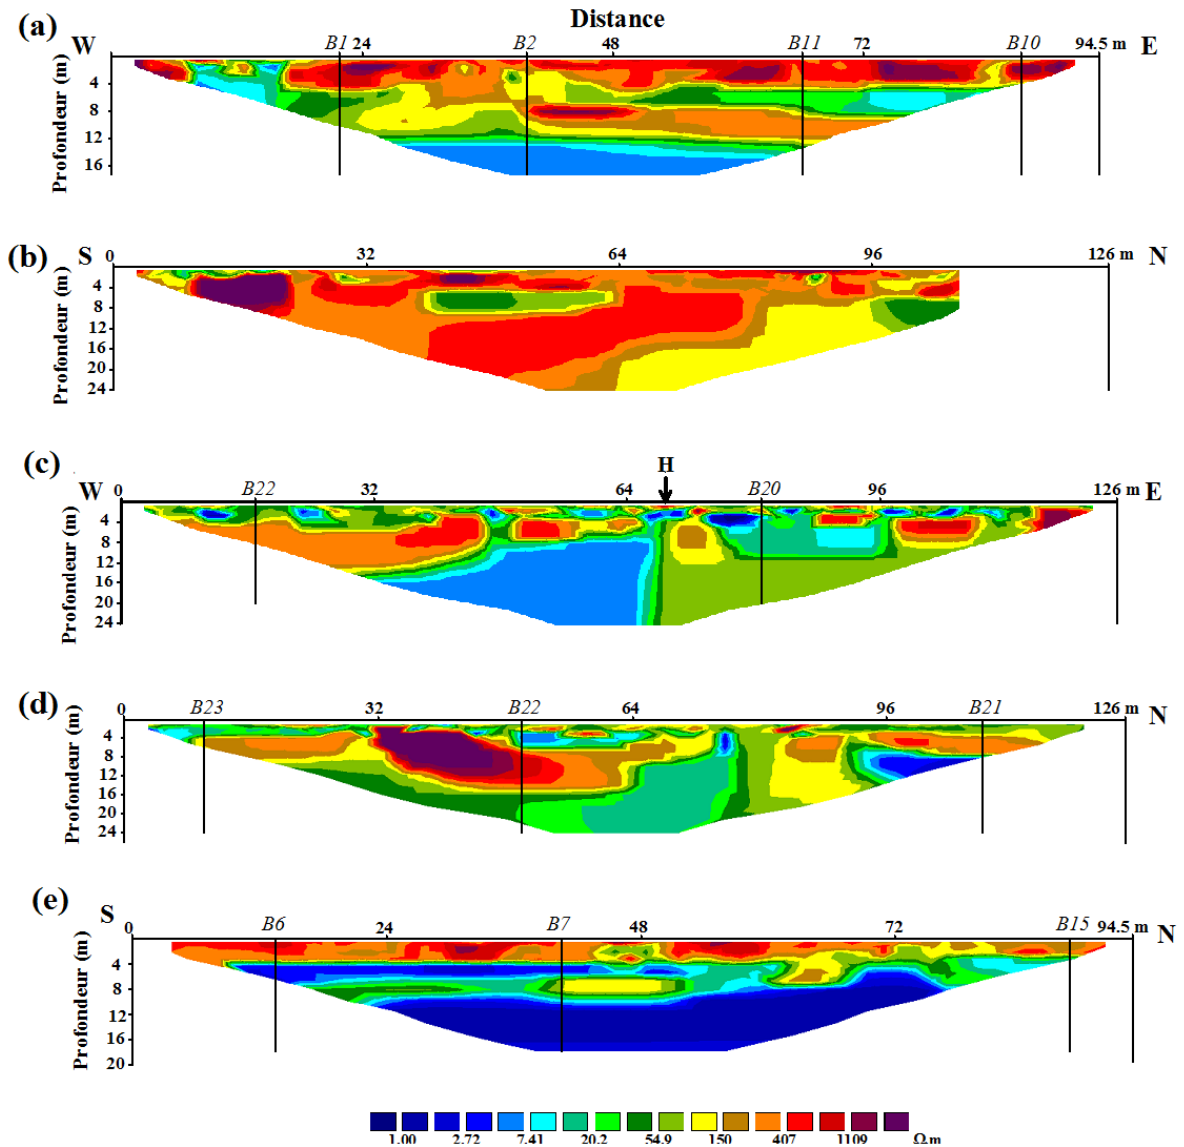 (a)
Distance
W B1 24 B2 48 B11 72 B10 94.5 m E
Profondeur (m)
4
8
12
16
(b)
S 0 32 64 96 126 m N
Profondeur (m)
4
8
12
16
20
24
(c)
H
W 0 B22 32 64 B20 96 126 m E
Profondeur (m)
4
8
12
16
20
24
(d)
0 B23 32 B22 64 96 B21 126 m N
Profondeur (m)
4
8
12
16
20
24
(e)
S 0 B6 24 B7 48 72 B15 94.5 m N
Profondeur (m)
4
8
12
16
20
1.00 2.72 7.41 20.2 54.9 150 407 1109 Ω.m